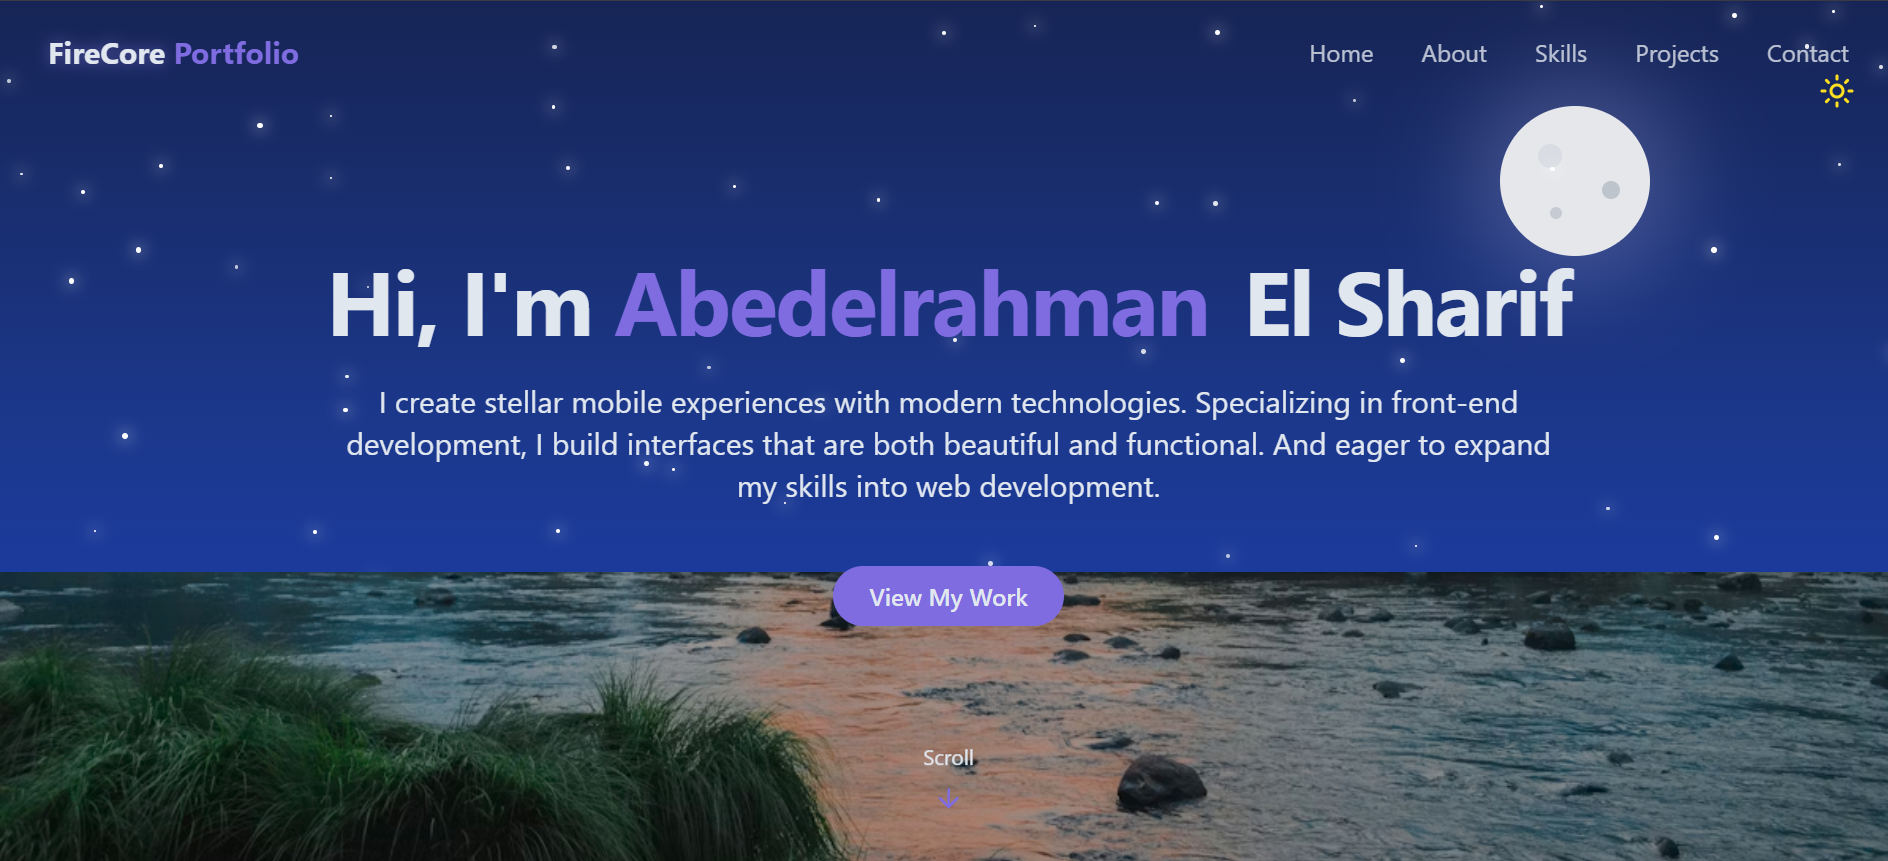 FireCore Portfolio
Home About Skills Projects Contact
Hi, I'm Abedelrahman El Sharif
I create stellar mobile experiences with modern technologies. Specializing in front-end
development, I build interfaces that are both beautiful and functional. And eager to expand
my skills into web development.
View My Work
Scroll